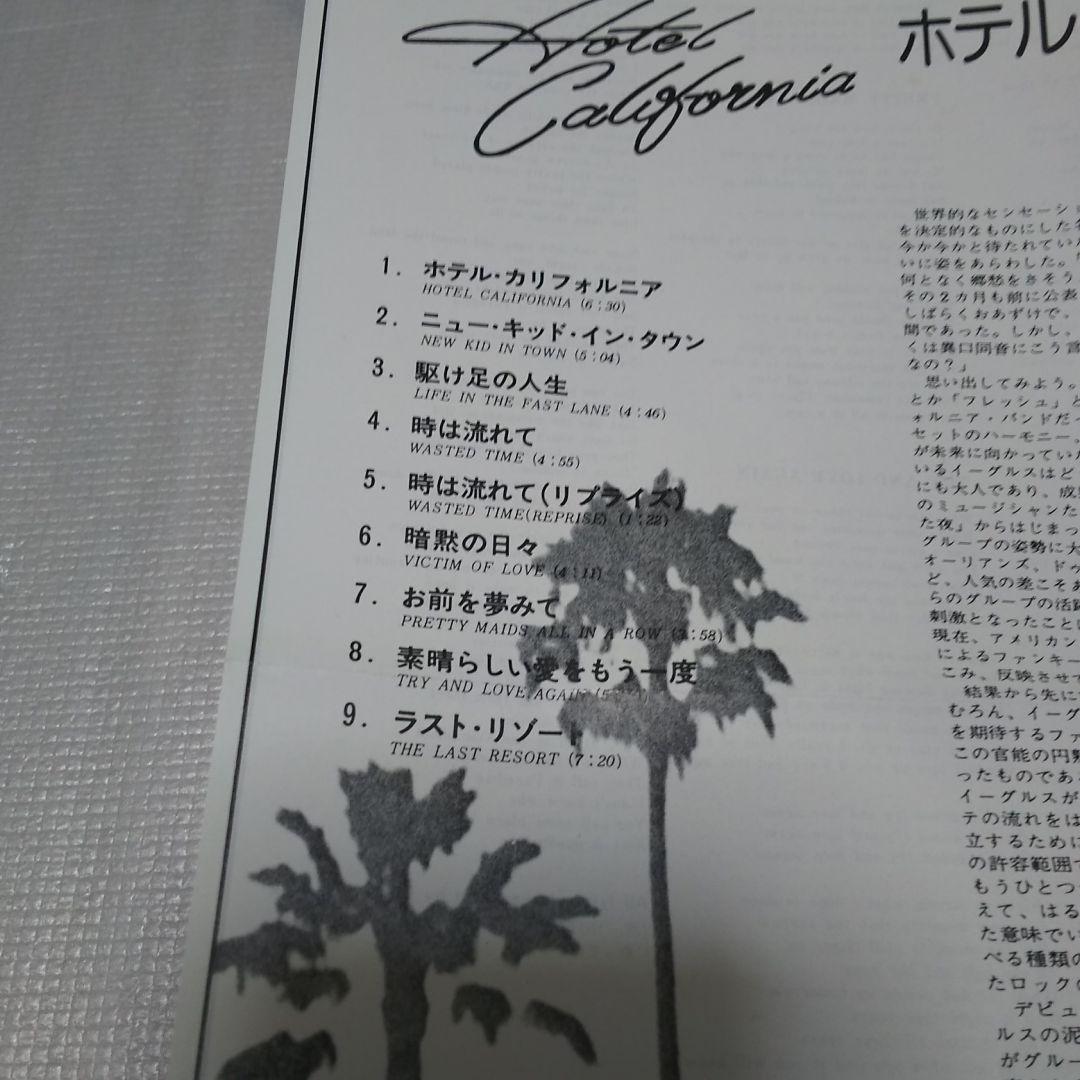 Hotel California
ホテル
1. ホテル・カリフォルニア
HOTEL CALIFORNIA (6:30)
2. ニュー・キッド・イン・タウン
NEW KID IN TOWN (5:04)
3. 駆け足の人生
LIFE IN THE FAST LANE (4:46)
4. 時は流れて
WASTED TIME (4:55)
5. 時は流れて(リプライズ)
WASTED TIME(REPRISE) (1:22)
6. 暗黙の日々
VICTIM OF LOVE (4:11)
7. お前を夢みて
PRETTY MAIDS ALL IN A ROW (3:58)
8. 素晴らしい愛をもう一度
TRY AND LOVE AGAIN
9. ラスト・リゾート
THE LAST RESORT (7:20)
世界的なセンセーショ
を決定的なものにした
今か今かと待たれていた
いに姿をあらわした。
何となく郷愁をさそう
その2カ月も前に公表
しばらくおあずけで、
間であった。しかし、
くは異口同音にこう言
なの?」
思い出してみよう。
とか「フレッシュ」と
ォルニア・バンドだっ
セットのハーモニー、
が未来に向かっていた
いるイーグルスはど
にも大人であり、成
のミュージシャンた
た夜」からはじまっ
グループの姿勢に大
オーリアンズ、ドゥ
ど、人気の差こそあ
らのグループの活躍
刺激となったことに
現在、アメリカン
によるファンキー
こみ、反映させて
結果から先に
むろん、イーグ
を期待するファ
この官能の円熟
ったものである
イーグルスが
テの流れをは
立するために
の許容範囲で
もうひとつ
えて、はる
た意味でい
べる種類の
たロックの
デビュ
ルスの泥
がグルー